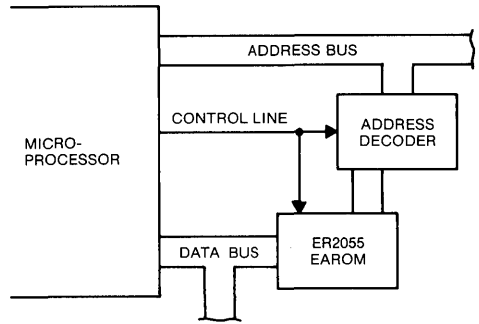 ADDRESS BUS
CONTROL LINE
ADDRESS
DECODER
MICRO-
PROCESSOR
ER2055
EAROM
DATA BUS